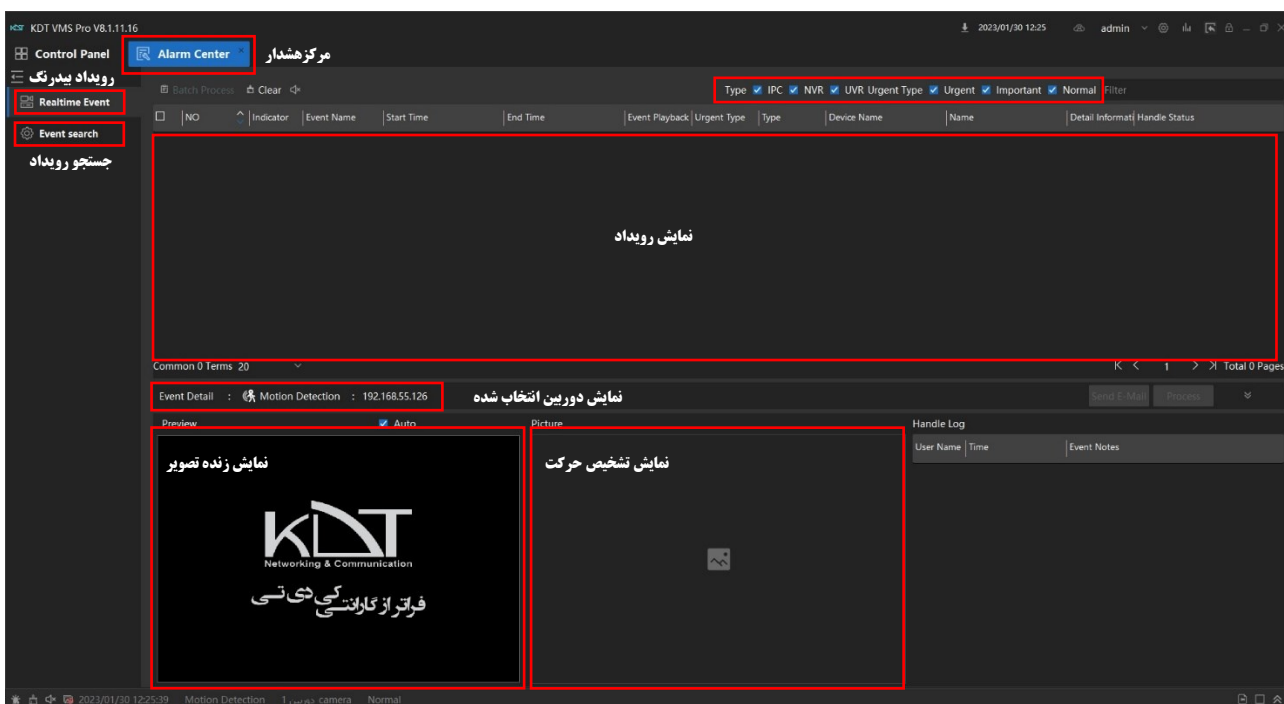 KDT KDT VMS Pro V8.1.11.16
2023/01/30 12:25 admin
Control Panel
Alarm Center
مرکز هشدار
رویداد بیدرنگ
Realtime Event
Event search
جستجو رویداد
Batch Process Clear
Type IPC NVR UVR Urgent Type Urgent Important Normal Filter
NO Indicator Event Name Start Time End Time Event Playback Urgent Type Type Device Name Name Detail Informati Handle Status
نمایش رویداد
Common 0 Terms 20
1 Total 0 Pages
Event Detail : Motion Detection : 192.168.55.126
نمایش دوربین انتخاب شده
Send E-Mail Process
Preview Auto
Picture
Handle Log
User Name Time Event Notes
نمایش زنده تصویر
نمایش تشخیص حرکت
KDT
Networking & Communication
فراتر از گارانتی کی دی تی
2023/01/30 12:25:39 Motion Detection دوربین 1 camera Normal